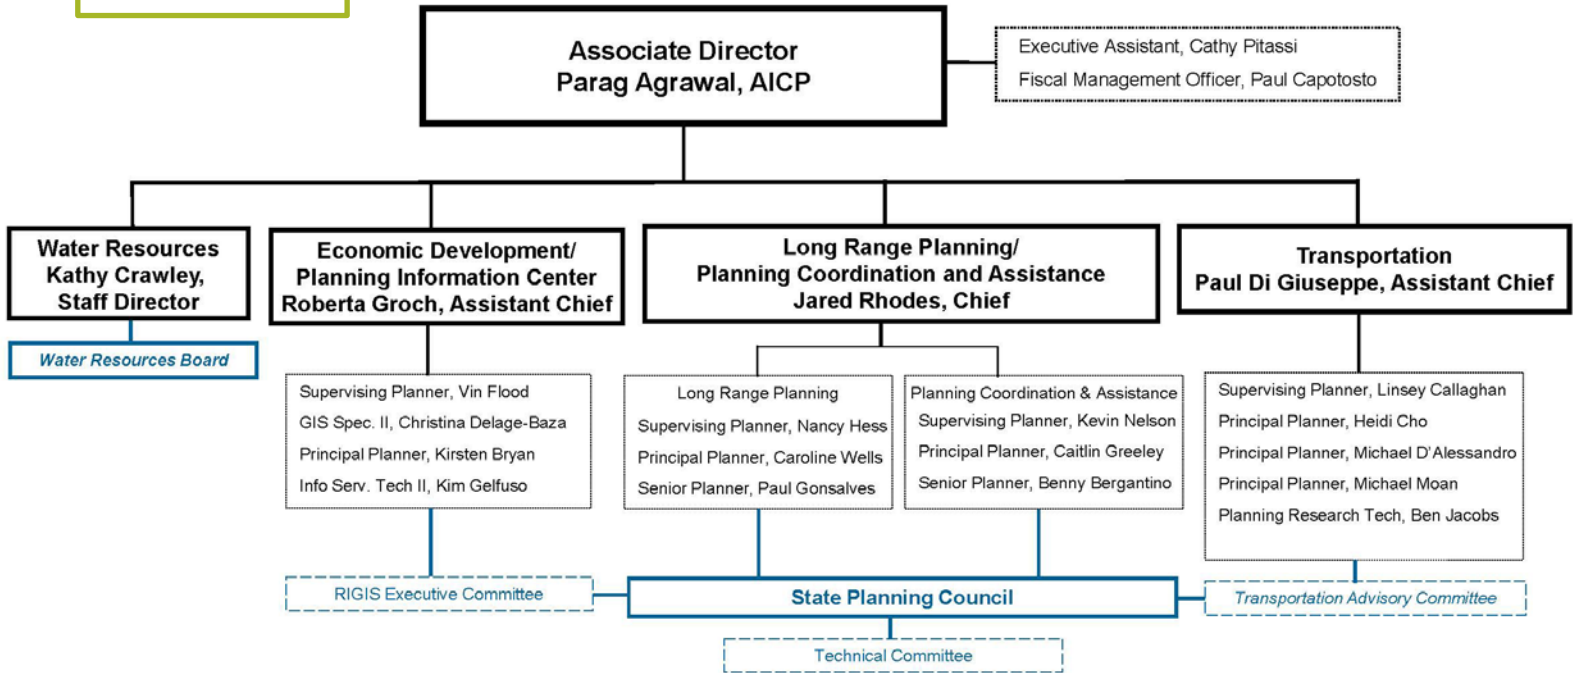 Associate Director
Parag Agrawal, AICP
Executive Assistant, Cathy Pitassi
Fiscal Management Officer, Paul Capotosto
Water Resources
Kathy Crawley,
Staff Director
Water Resources Board
Economic Development/
Planning Information Center
Roberta Groch, Assistant Chief
Long Range Planning/
Planning Coordination and Assistance
Jared Rhodes, Chief
Transportation
Paul Di Giuseppe, Assistant Chief
Supervising Planner, Vin Flood
GIS Spec. II, Christina Delage-Baza
Principal Planner, Kirsten Bryan
Info Serv. Tech II, Kim Gelfuso
Long Range Planning
Supervising Planner, Nancy Hess
Principal Planner, Caroline Wells
Senior Planner, Paul Gonsalves
Planning Coordination & Assistance
Supervising Planner, Kevin Nelson
Principal Planner, Caitlin Greeley
Senior Planner, Benny Bergantino
Supervising Planner, Linsey Callaghan
Principal Planner, Heidi Cho
Principal Planner, Michael D'Alessandro
Principal Planner, Michael Moan
Planning Research Tech, Ben Jacobs
RIGIS Executive Committee
State Planning Council
Transportation Advisory Committee
Technical Committee